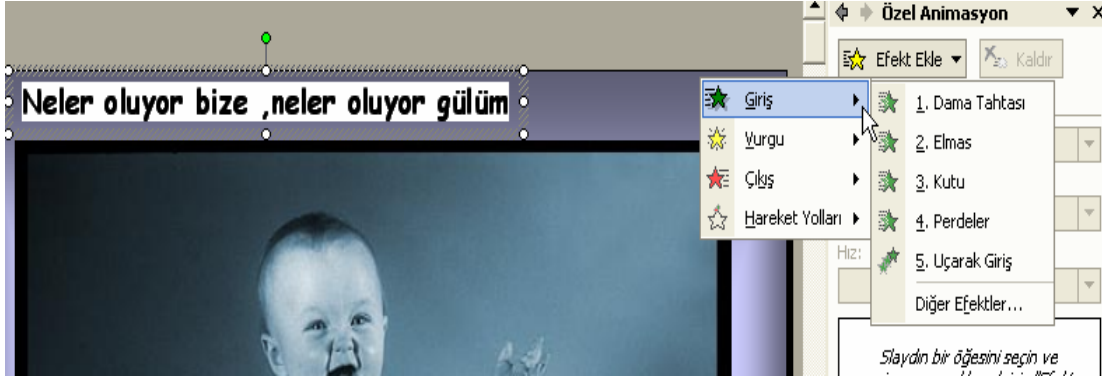 Özel Animasyon
Efekt Ekle
Kaldır
Neler oluyor bize ,neler oluyor gülüm
Giriş
Vurgu
Çıkış
Hareket Yolları
1. Dama Tahtası
2. Elmas
3. Kutu
4. Perdeler
5. Uçarak Giriş
Diğer Efektler...
Hız:
Slaydın bir öğesini seçin ve